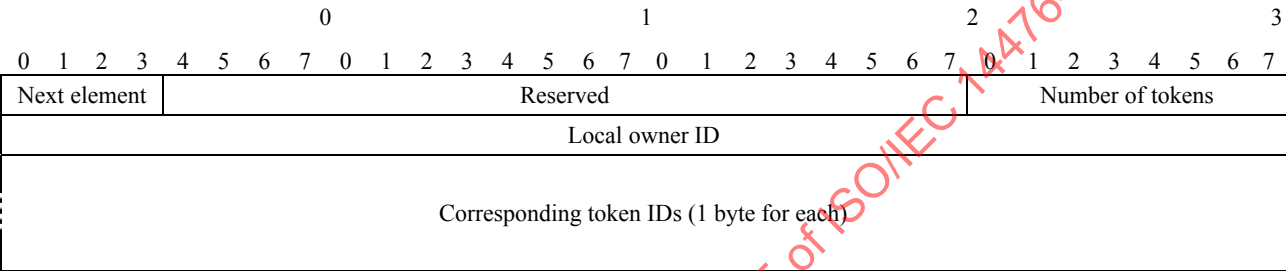 0 1 2 3
0 1 2 3 4 5 6 7 0 1 2 3 4 5 6 7 0 1 2 3 4 5 6 7 0 1 2 3 4 5 6 7
Next element Reserved Number of tokens
Local owner ID
Corresponding token IDs (1 byte for each)
of ISO/IEC 14476-